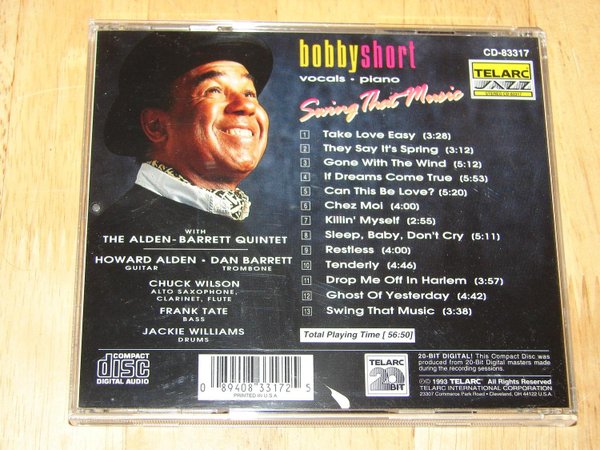 bobbyshort
vocals • piano
Swing That Music
CD-83317
TELARC
JAZZ
STEREO CD-83317
1 Take Love Easy (3:28)
2 They Say It's Spring (3:12)
3 Gone With The Wind (5:12)
4 If Dreams Come True (5:53)
5 Can This Be Love? (5:20)
6 Chez Moi (4:00)
7 Killin' Myself (2:55)
8 Sleep, Baby, Don't Cry (5:11)
9 Restless (4:00)
10 Tenderly (4:46)
11 Drop Me Off In Harlem (3:57)
12 Ghost Of Yesterday (4:42)
13 Swing That Music (3:38)
Total Playing Time [ 56:50]
WITH
THE ALDEN-BARRETT QUINTET
HOWARD ALDEN • DAN BARRETT
GUITAR TROMBONE
CHUCK WILSON
ALTO SAXOPHONE,
CLARINET, FLUTE
FRANK TATE
BASS
JACKIE WILLIAMS
DRUMS
COMPACT
disc
DIGITAL AUDIO
0 89408 33172 5
PRINTED IN U.S.A.
TELARC
20
BIT
20-BIT DIGITAL! This Compact Disc was
produced from 20-Bit Digital masters made
during the recording sessions.
℗© 1993 TELARC® All Rights Reserved
TELARC INTERNATIONAL CORPORATION
23307 Commerce Park Road • Cleveland, Ohio 44122